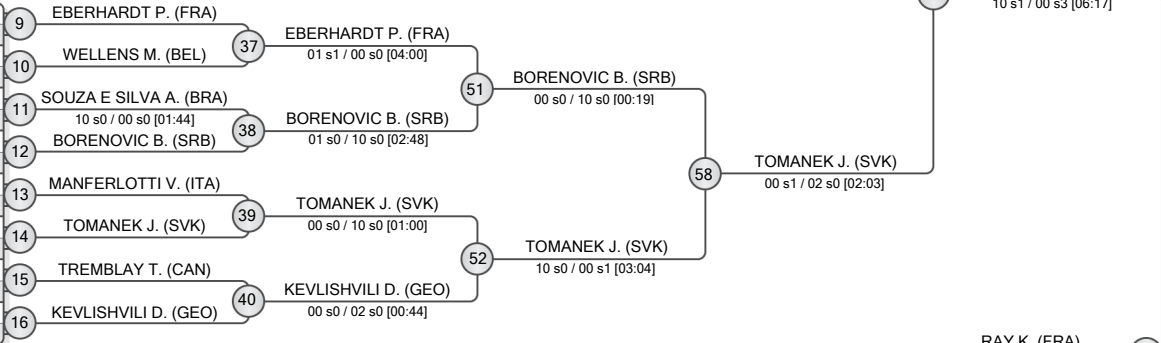 9
EBERHARDT P. (FRA)
10
WELLENS M. (BEL)
11
SOUZA E SILVA A. (BRA)
10 s0 / 00 s0 [01:44]
12
BORENOVIC B. (SRB)
13
MANFERLOTTI V. (ITA)
14
TOMANEK J. (SVK)
15
TREMBLAY T. (CAN)
16
KEVLISHVILI D. (GEO)
37
EBERHARDT P. (FRA)
01 s1 / 00 s0 [04:00]
38
BORENOVIC B. (SRB)
01 s0 / 10 s0 [02:48]
39
TOMANEK J. (SVK)
00 s0 / 10 s0 [01:00]
40
KEVLISHVILI D. (GEO)
00 s0 / 02 s0 [00:44]
51
BORENOVIC B. (SRB)
00 s0 / 10 s0 [00:19]
52
TOMANEK J. (SVK)
10 s0 / 00 s1 [03:04]
58
TOMANEK J. (SVK)
00 s1 / 02 s0 [02:03]
10 s1 / 00 s3 [06:17]
RAY K. (FRA)